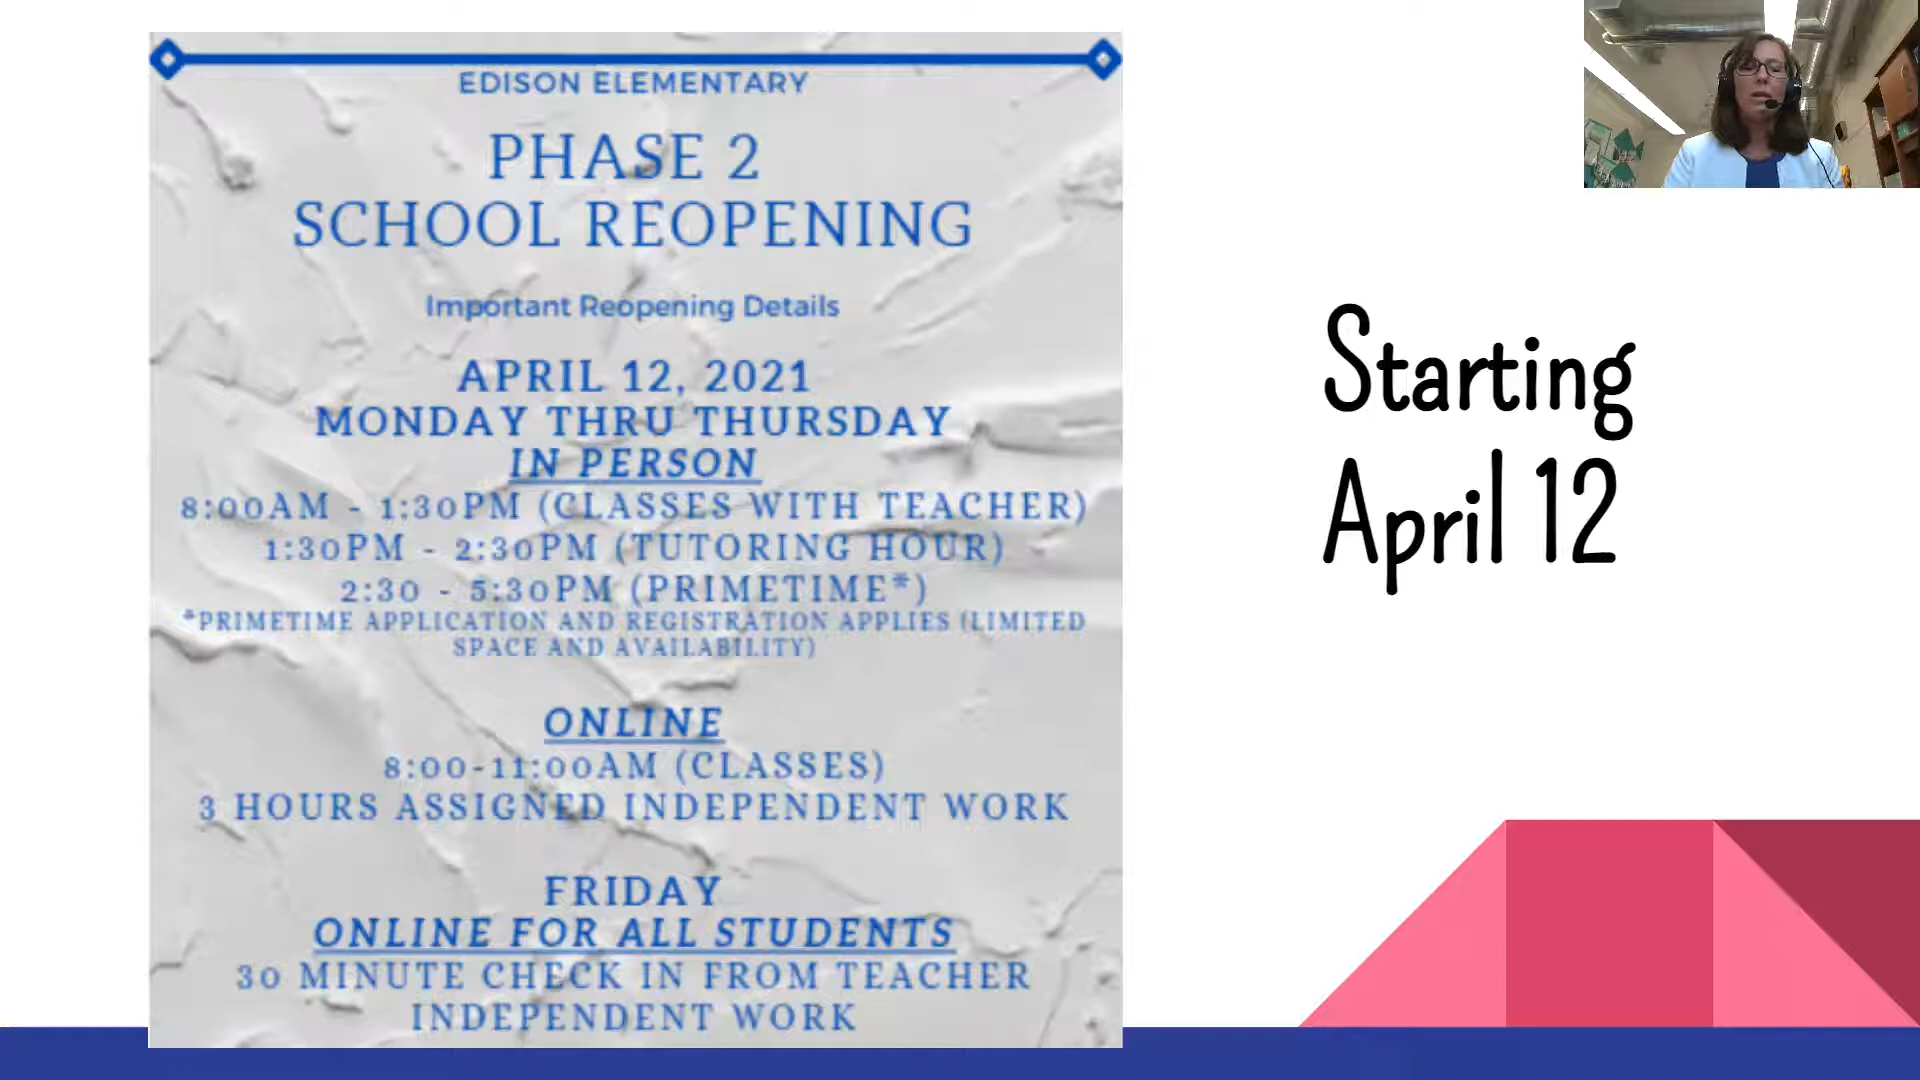 EDISON ELEMENTARY
PHASE 2
SCHOOL REOPENING
Important Reopening Details
APRIL 12, 2021
MONDAY THRU THURSDAY
IN PERSON
8:00AM - 1:30PM (CLASSES WITH TEACHER)
1:30PM - 2:30PM (TUTORING HOUR)
2:30 - 5:30PM (PRIMETIME*)
*PRIMETIME APPLICATION AND REGISTRATION APPLIES (LIMITED
SPACE AND AVAILABILITY)
ONLINE
8:00-11:00AM (CLASSES)
3 HOURS ASSIGNED INDEPENDENT WORK
FRIDAY
ONLINE FOR ALL STUDENTS
30 MINUTE CHECK IN FROM TEACHER
INDEPENDENT WORK
Starting
April 12